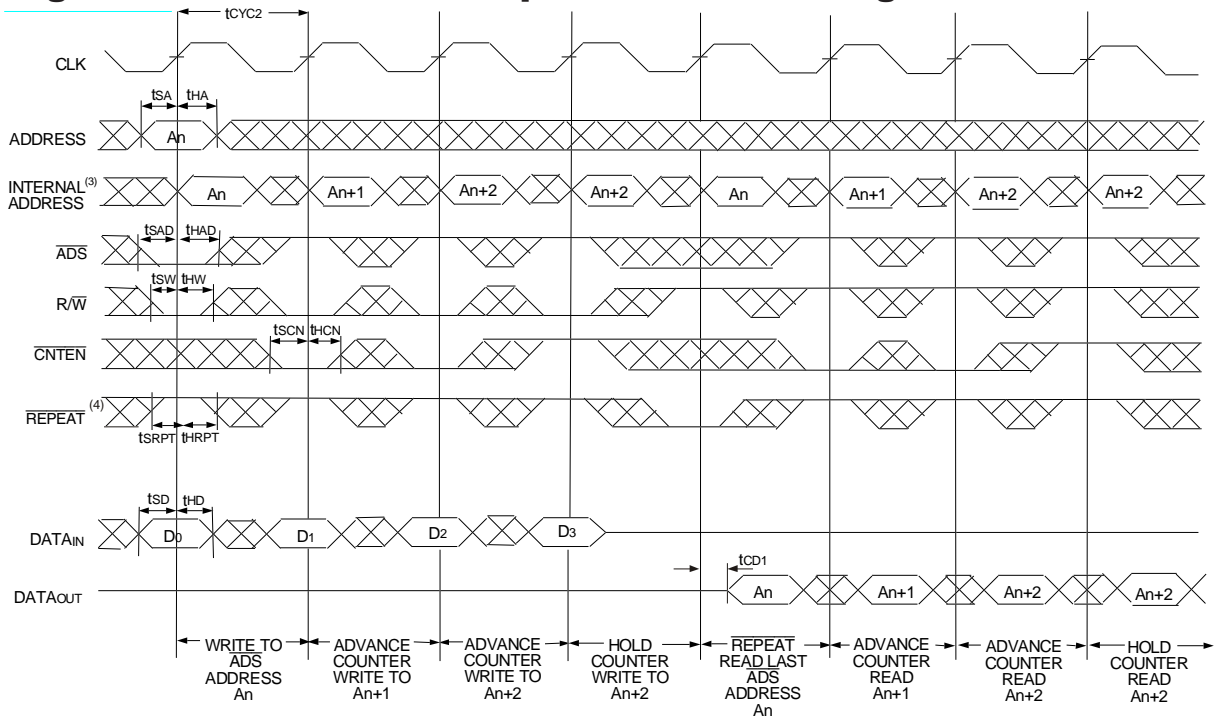 tCYC2
CLK
tSA tHA
ADDRESS An
INTERNAL(3) ADDRESS An An+1 An+2 An+2 An An+1 An+2 An+2
tSAD tHAD
ADS
tSW tHW
R/W
tSCN tHCN
CNTEN
REPEAT (4)
tSRPT tHRPT
tSD tHD
DATAIN D0 D1 D2 D3
tCD1
DATAOUT An An+1 An+2 An+2
WRITE TO
ADS
ADDRESS
An
ADVANCE
COUNTER
WRITE TO
An+1
ADVANCE
COUNTER
WRITE TO
An+2
HOLD
COUNTER
WRITE TO
An+2
REPEAT
READ LAST
ADS
ADDRESS
An
ADVANCE
COUNTER
READ
An+1
ADVANCE
COUNTER
READ
An+2
HOLD
COUNTER
READ
An+2